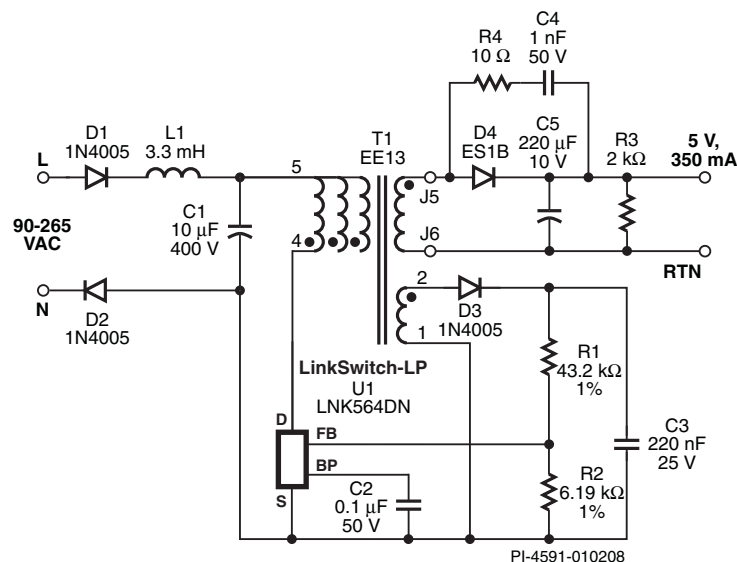 C4
1 nF
50 V
R4
10 Ω
D1
1N4005
L1
3.3 mH
T1
EE13
D4
ES1B
C5
220 µF
10 V
R3
2 kΩ
5 V,
350 mA
L
5
J5
90-265
VAC
C1
10 µF
400 V
4
J6
RTN
N
D2
1N4005
2
D3
1N4005
1
LinkSwitch-LP
U1
LNK564DN
R1
43.2 kΩ
1%
D
FB
BP
S
C3
220 nF
25 V
C2
0.1 µF
50 V
R2
6.19 kΩ
1%
PI-4591-010208